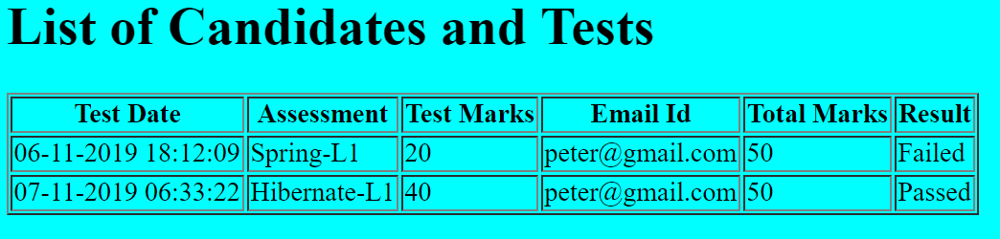 List of Candidates and Tests
Test Date Assessment Test Marks Email Id Total Marks Result
06-11-2019 18:12:09 Spring-L1 20 peter@gmail.com 50 Failed
07-11-2019 06:33:22 Hibernate-L1 40 peter@gmail.com 50 Passed